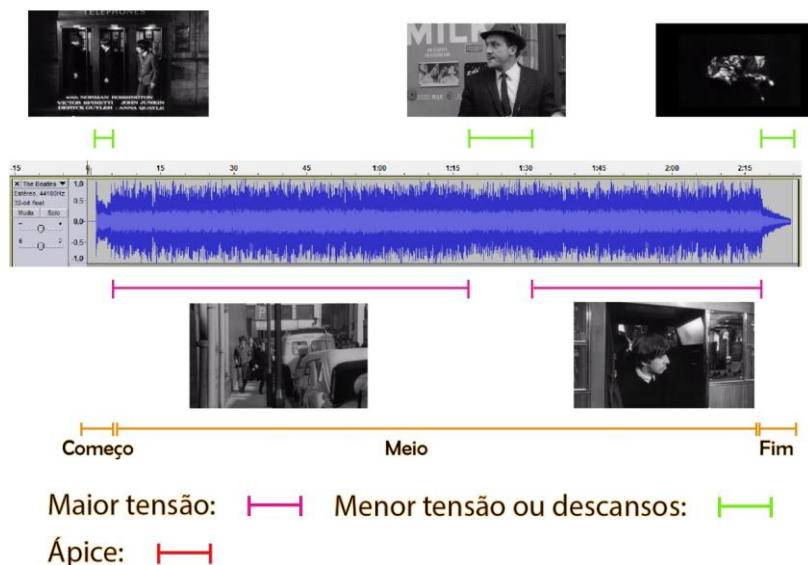 TELEPHONES
with NORMAN ROSSINGTON
VICTOR SPINETTI JOHN JUNKIN
DERYCK GUYLER ANNA QUAYLE
MILK
-15 0 15 30 45 1:00 1:15 1:30 1:45 2:00 2:15
X The Beatles
Estéreo, 44100Hz
32-bit float
Mudo Solo
- +
E D
1,0
0,5
0,0
-0,5
-1,0
Começo Meio Fim
Maior tensão: Menor tensão ou descansos:
Ápice: